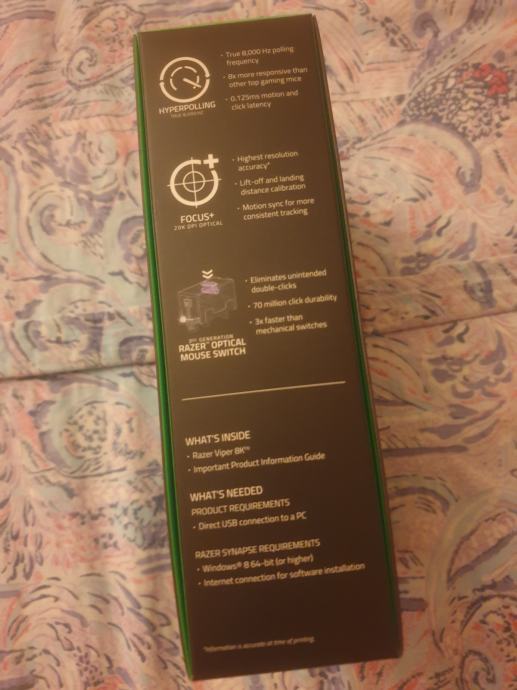 • True 8,000 Hz polling
frequency
• 8x more responsive than
other top gaming mice
• 0.125ms motion and
click latency
HYPERPOLLING
• Highest resolution
accuracy*
• Lift-off and landing
distance calibration
• Motion sync for more
consistent tracking
FOCUS+
20K DPI OPTICAL
• Eliminates unintended
double-clicks
• 70 million click durability
• 3x faster than
mechanical switches
GENERATION
RAZER™ OPTICAL
MOUSE SWITCH
WHAT'S INSIDE
• Razer Viper 8K™
• Important Product Information Guide
WHAT'S NEEDED
PRODUCT REQUIREMENTS
• Direct USB connection to a PC
RAZER SYNAPSE REQUIREMENTS
• Windows® 8 64-bit (or higher)
• Internet connection for software installation
*Information is accurate at time of printing.